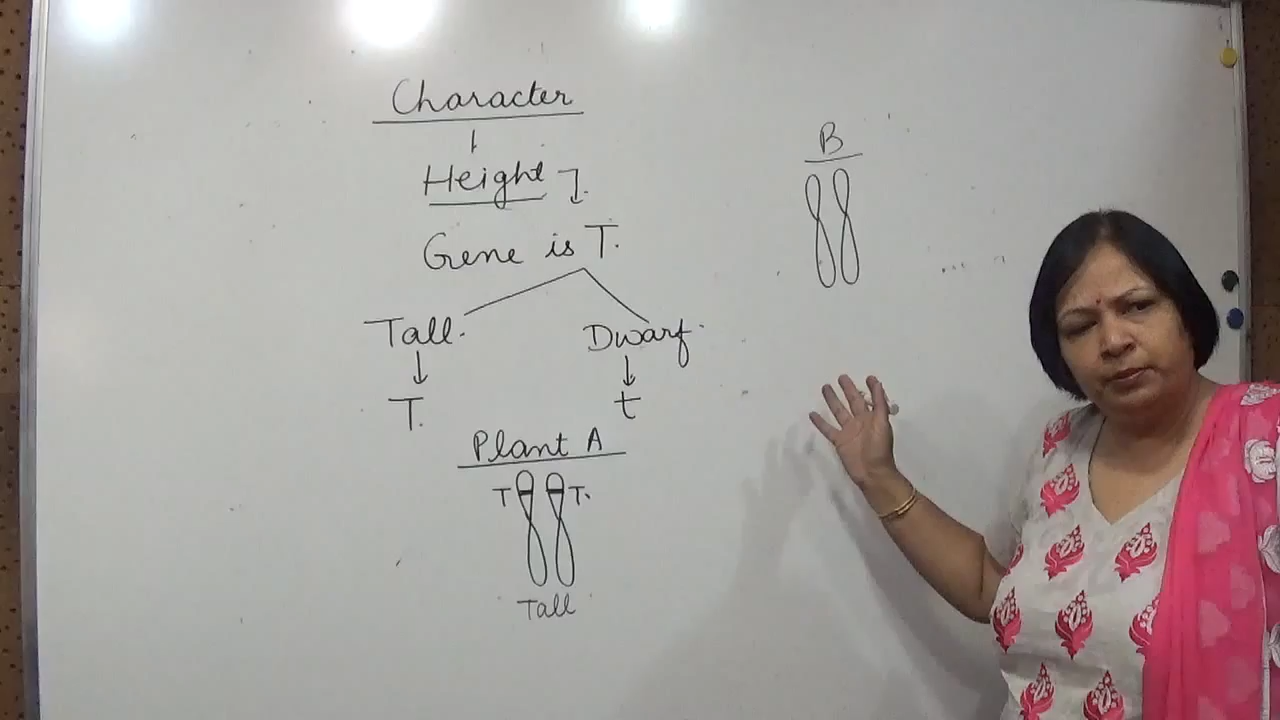 Character
Height
Gene is T.
Tall. Dwarf.
T. t
Plant A
T T.
Tall
B